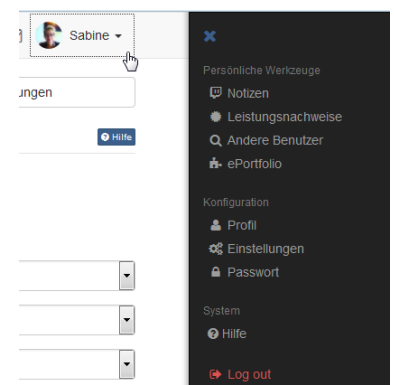 Sabine
ungen
Hilfe
Persönliche Werkzeuge
Notizen
Leistungsnachweise
Andere Benutzer
ePortfolio
Konfiguration
Profil
Einstellungen
Passwort
System
Hilfe
Log out